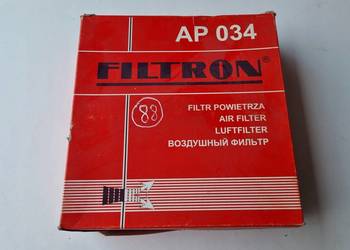 AP 034
FILTRON®
88
FILTR POWIETRZA
AIR FILTER
LUFTFILTER
ВОЗДУШНЫЙ ФИЛЬТР